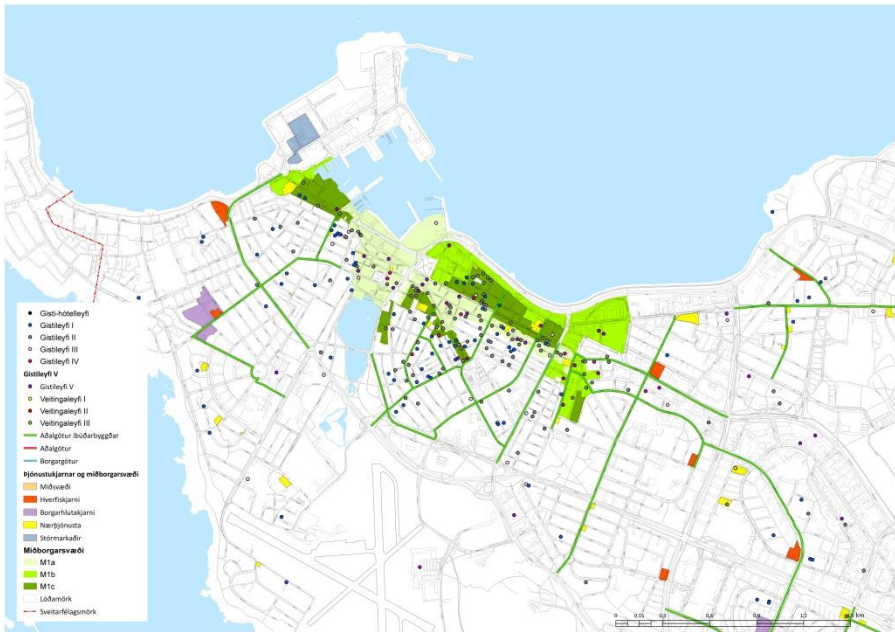 Gisti-hótelleyfi
Gistileyfi I
Gistileyfi II
Gistileyfi III
Gistileyfi IV
Gistileyfi V
Gistileyfi V
Veitingaleyfi I
Veitingaleyfi II
Veitingaleyfi III
Aðalgötur íbúðarbyggðar
Aðalgötur
Borgargötur
Þjónustukjarnar og miðborgarsvæði
Miðsvæði
Hverfiskjarni
Borgarhlutakjarni
Nærþjónusta
Stórmarkaðir
Miðborgarsvæði
M1a
M1b
M1c
Lóðamörk
Sveitarfélagsmörk
km